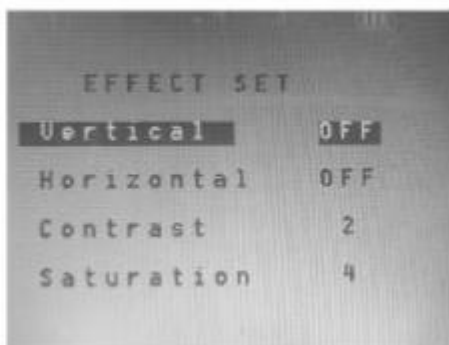 EFFECT SET
Vertical OFF
Horizontal OFF
Contrast 2
Saturation 4